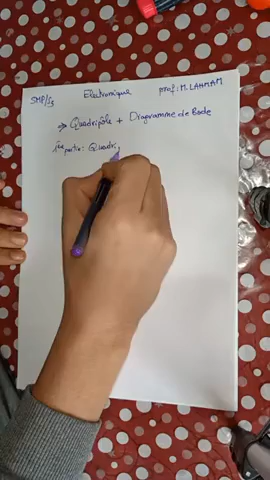 SMP/S3 Electronique prof: M. LAHMAM
→ Quadripôle + Diagramme de Bode
1ère partie: Quadri